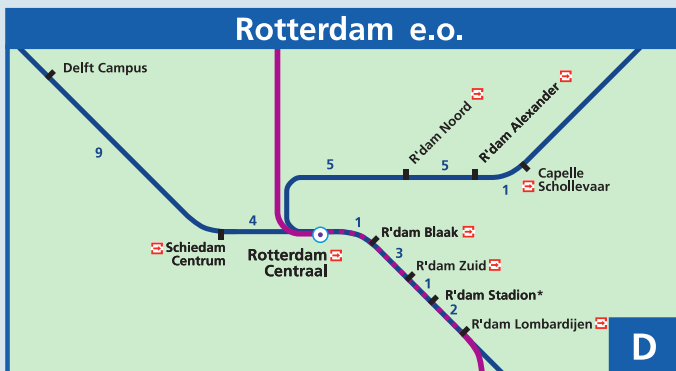 Rotterdam e.o.
Delft Campus
9
R'dam Noord
R'dam Alexander
5
5
1
Capelle
Schollevaar
4
1
Schiedam
Centrum
Rotterdam
Centraal
R'dam Blaak
3
R'dam Zuid
1
R'dam Stadion*
2
R'dam Lombardijen
D